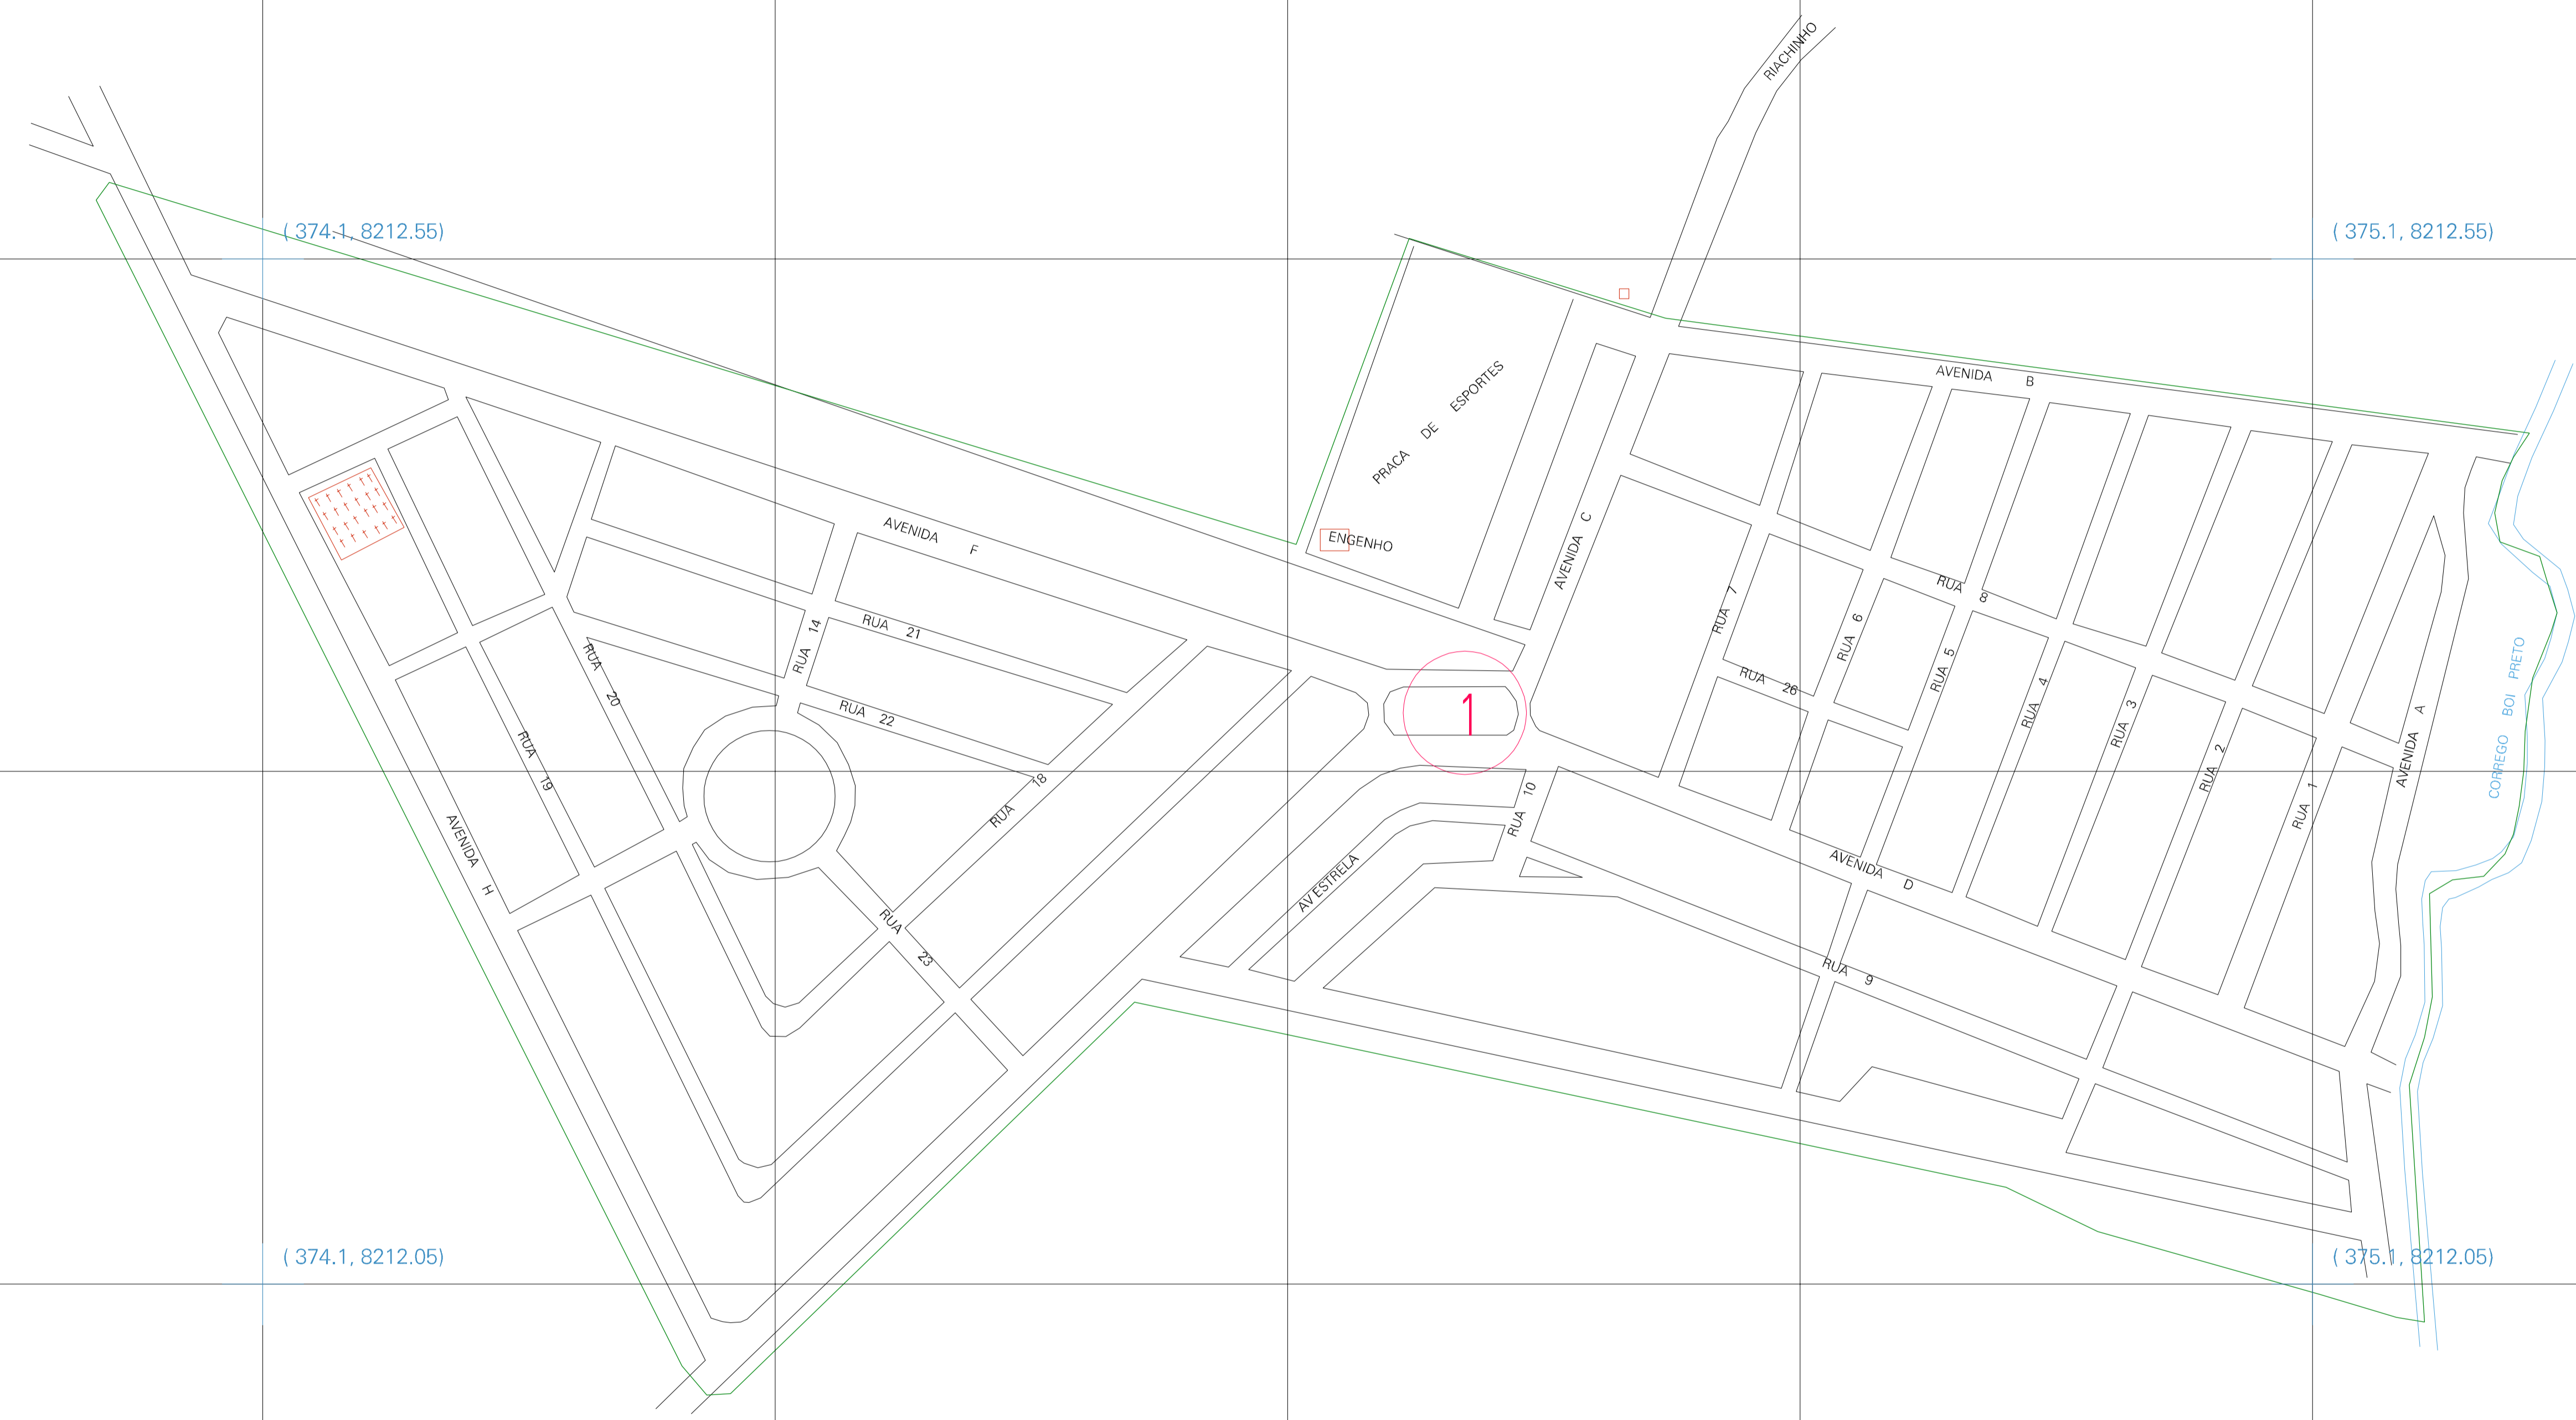 RIACHINHO
( 374.1, 8212.55)
( 375.1, 8212.55)
AVENIDA B
PRACA DE ESPORTES
ENGENHO
AVENIDA C
AVENIDA F
RUA 7
RUA 8
RUA 6
RUA 5
RUA 26
RUA 4
RUA 3
RUA 2
RUA 1
AVENIDA A
CORREGO BOI PRETO
RUA 14
RUA 21
RUA 22
RUA 20
RUA 19
RUA 18
1
RUA 10
AVENIDA H
AV ESTRELA
AVENIDA D
RUA 23
RUA 9
( 374.1, 8212.05)
( 375.1, 8212.05)